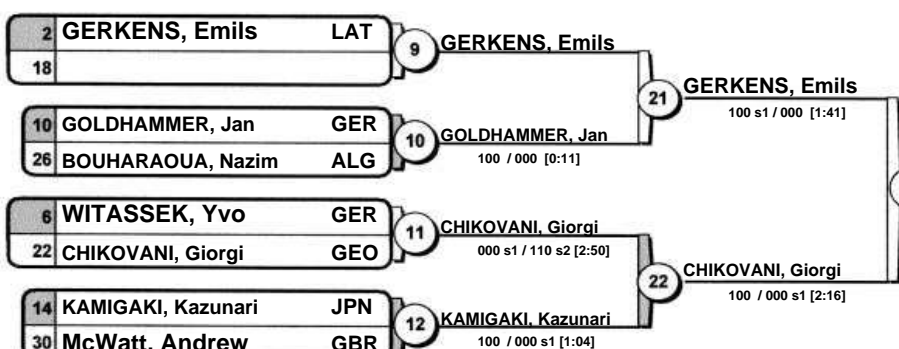 2 GERKENS, Emils LAT
18
9
GERKENS, Emils
10 GOLDHAMMER, Jan GER
26 BOUHARAOUA, Nazim ALG
10
GOLDHAMMER, Jan
100 / 000 [0:11]
21
GERKENS, Emils
100 s1 / 000 [1:41]
6 WITASSEK, Yvo GER
22 CHIKOVANI, Giorgi GEO
11
CHIKOVANI, Giorgi
000 s1 / 110 s2 [2:50]
14 KAMIGAKI, Kazunari JPN
30 McWatt, Andrew GBR
12
KAMIGAKI, Kazunari
100 / 000 s1 [1:04]
22
CHIKOVANI, Giorgi
100 / 000 s1 [2:16]